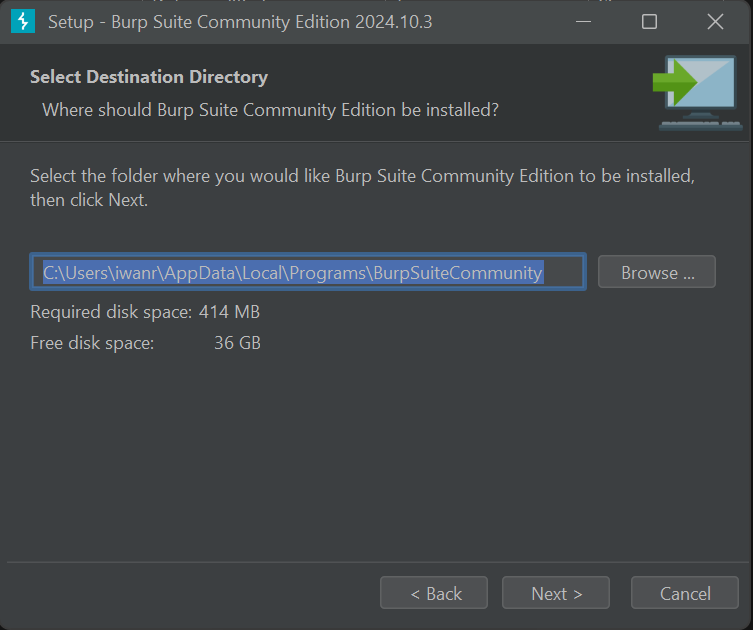 Setup - Burp Suite Community Edition 2024.10.3
Select Destination Directory
Where should Burp Suite Community Edition be installed?
Select the folder where you would like Burp Suite Community Edition to be installed,
then click Next.
C:\Users\iwanr\AppData\Local\Programs\BurpSuiteCommunity
Browse ...
Required disk space: 414 MB
Free disk space: 36 GB
< Back
Next >
Cancel